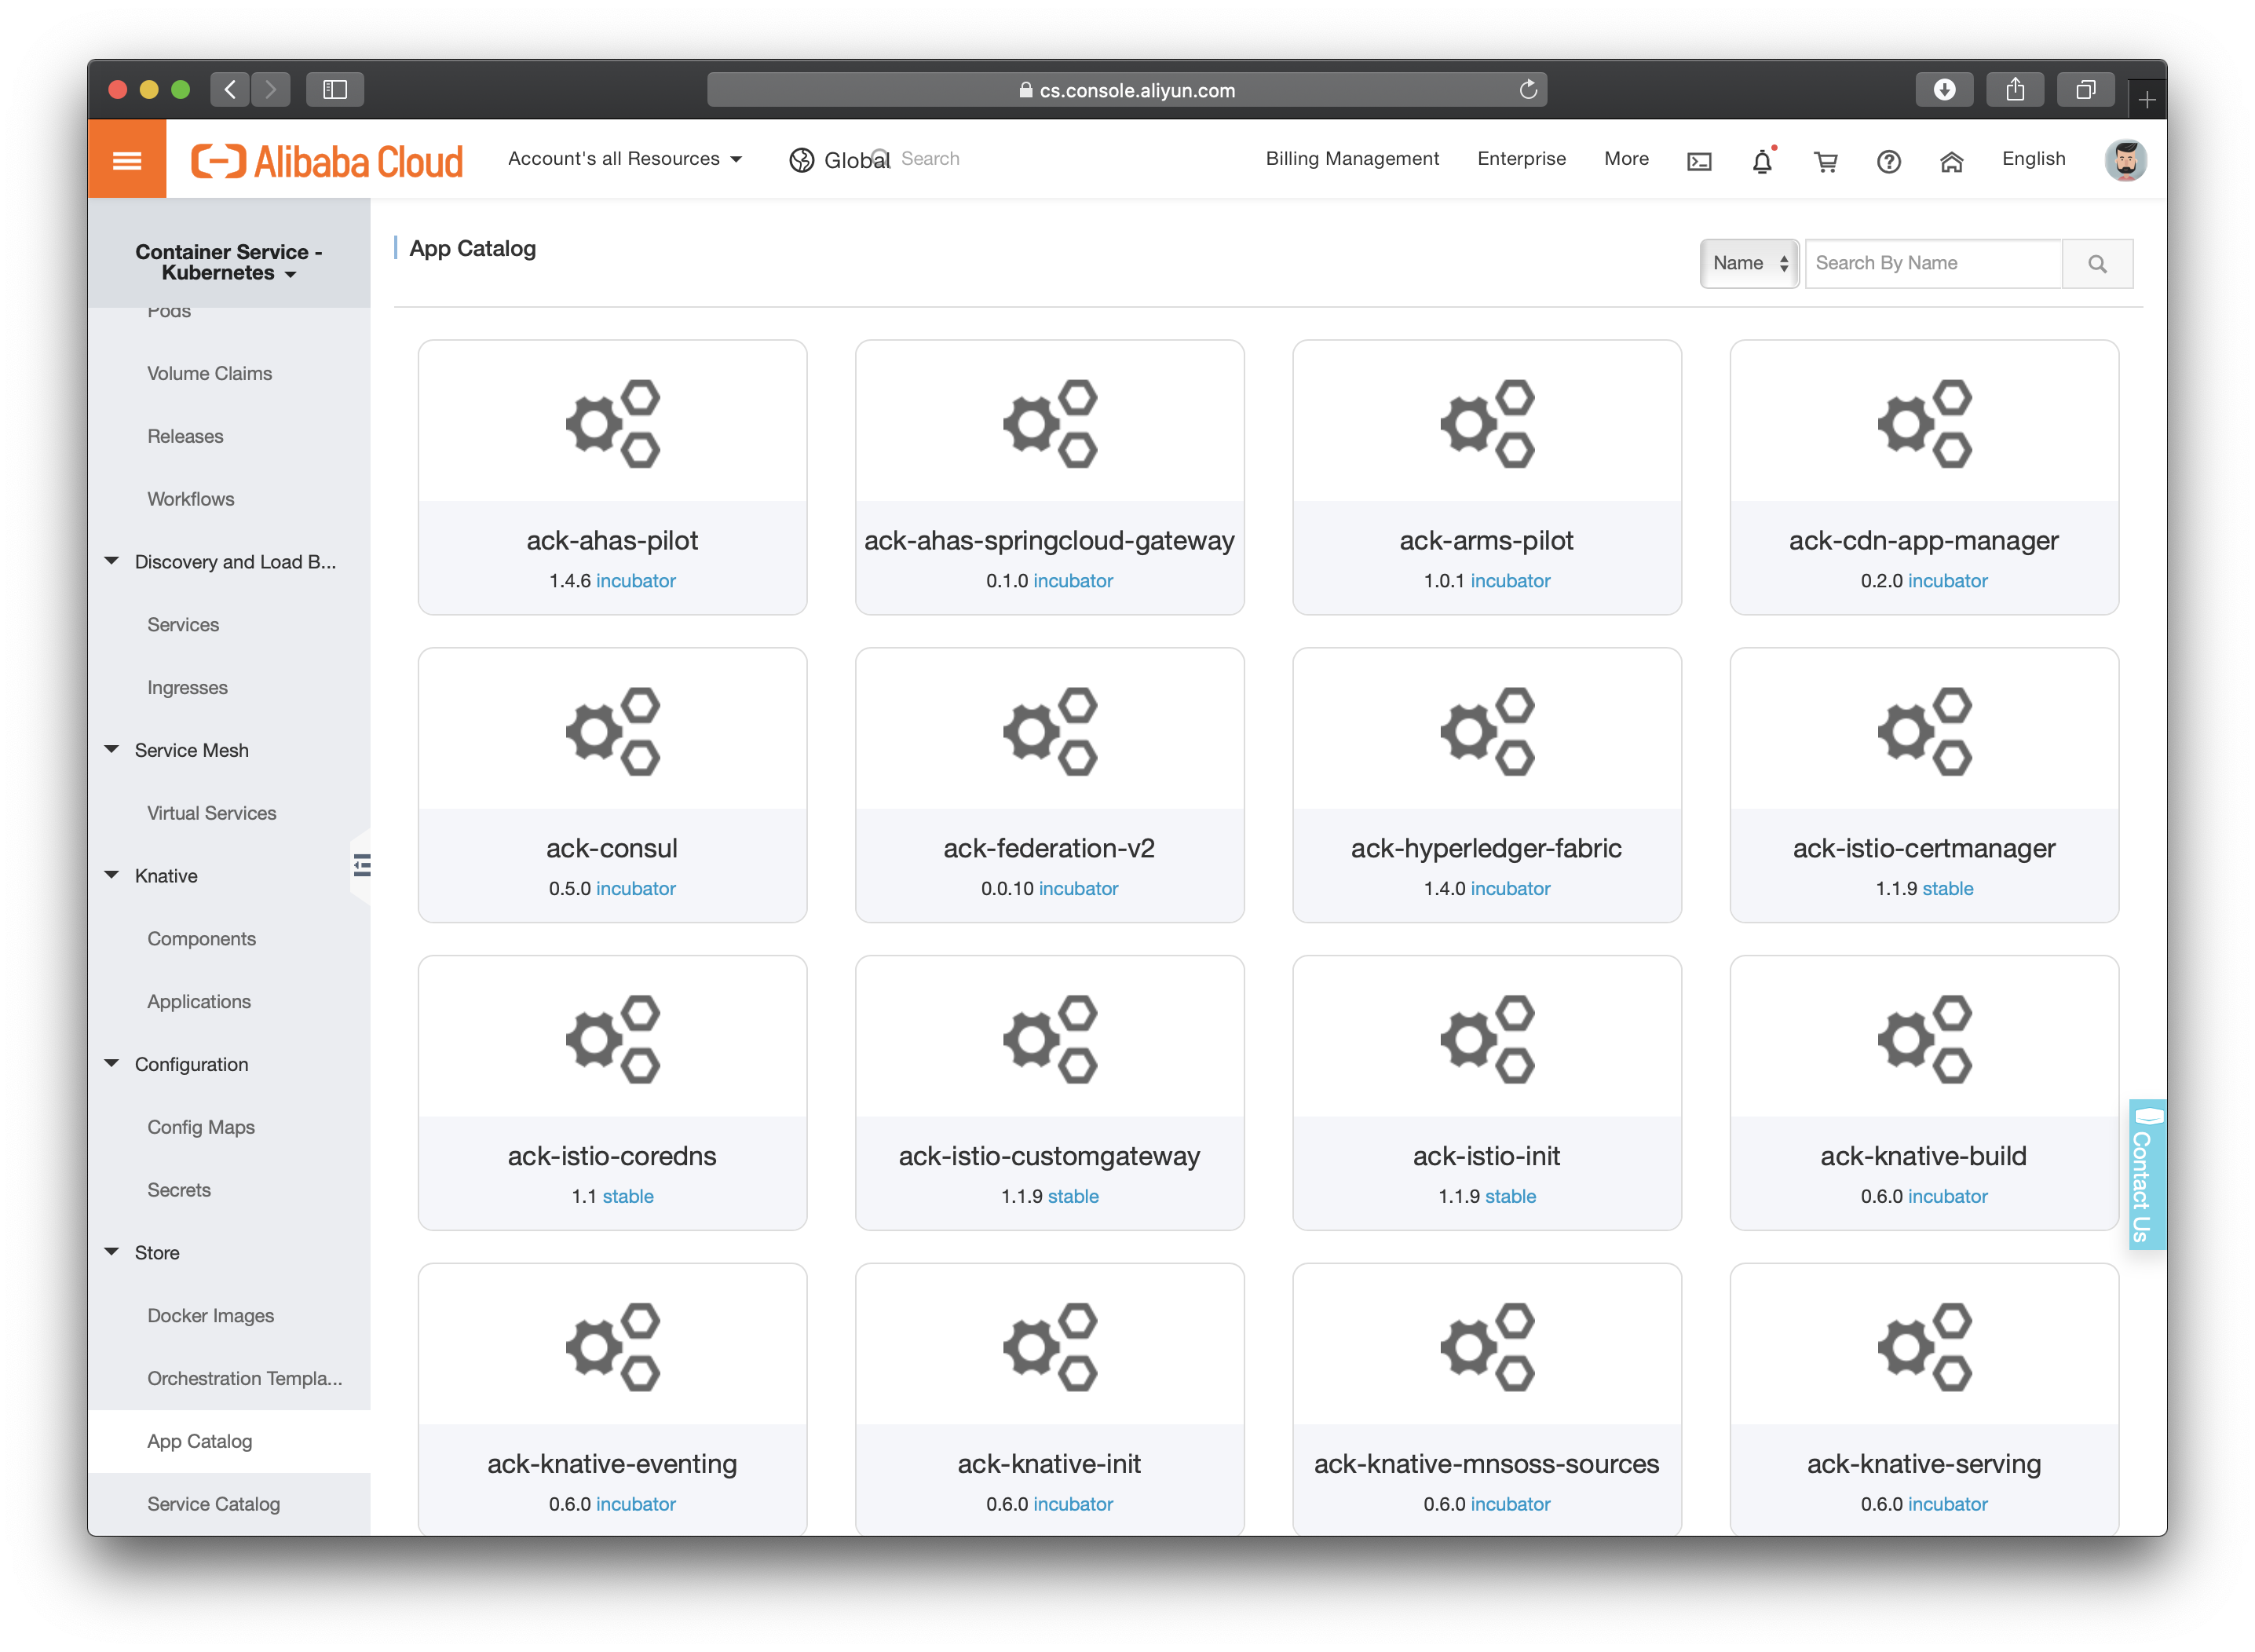 cs.console.aliyun.com
Alibaba Cloud
Account's all Resources
Global
Search
Billing Management
Enterprise
More
English
Container Service -
Kubernetes
Pods
Volume Claims
Releases
Workflows
Discovery and Load B...
Services
Ingresses
Service Mesh
Virtual Services
Knative
Components
Applications
Configuration
Config Maps
Secrets
Store
Docker Images
Orchestration Templa...
App Catalog
Service Catalog
App Catalog
Name
Search By Name
ack-ahas-pilot
1.4.6 incubator
ack-ahas-springcloud-gateway
0.1.0 incubator
ack-arms-pilot
1.0.1 incubator
ack-cdn-app-manager
0.2.0 incubator
ack-consul
0.5.0 incubator
ack-federation-v2
0.0.10 incubator
ack-hyperledger-fabric
1.4.0 incubator
ack-istio-certmanager
1.1.9 stable
ack-istio-coredns
1.1 stable
ack-istio-customgateway
1.1.9 stable
ack-istio-init
1.1.9 stable
ack-knative-build
0.6.0 incubator
ack-knative-eventing
0.6.0 incubator
ack-knative-init
0.6.0 incubator
ack-knative-mnsoss-sources
0.6.0 incubator
ack-knative-serving
0.6.0 incubator
Contact Us